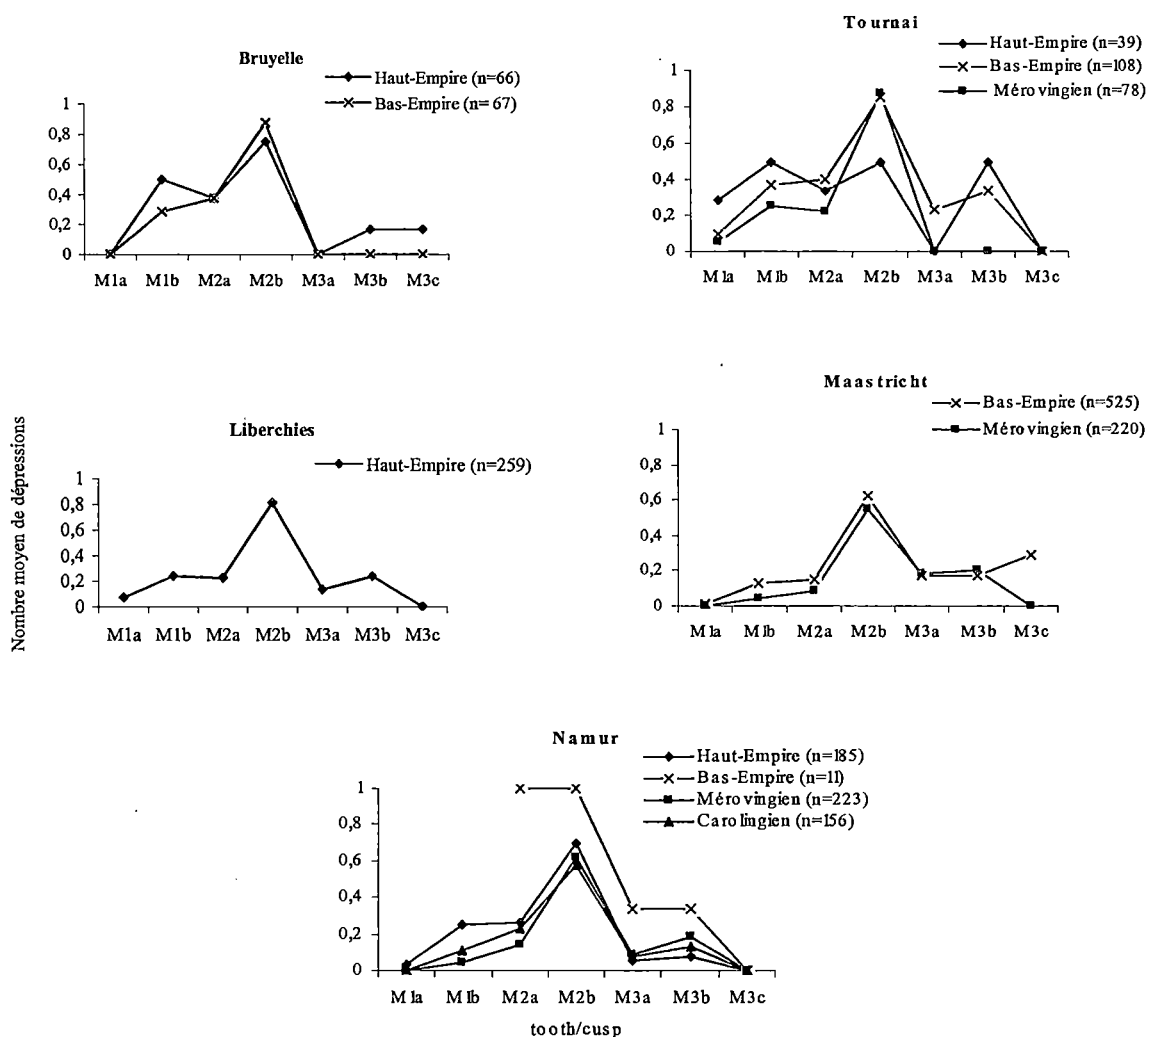 Bruyelle
Haut-Empire (n=66)
Bas-Empire (n= 67)
1
0,8
0,6
0,4
0,2
0
M1a M1b M2a M2b M3a M3b M3c
Tournai
Haut-Empire (n=39)
Bas-Empire (n=108)
Mérovingien (n=78)
1
0,8
0,6
0,4
0,2
0
M1a M1b M2a M2b M3a M3b M3c
Nombre moyen de dépressions
Liberchies
Haut-Empire (n=259)
1
0,8
0,6
0,4
0,2
0
M1a M1b M2a M2b M3a M3b M3c
Maastricht
Bas-Empire (n=525)
Mérovingien (n=220)
1
0,8
0,6
0,4
0,2
0
M1a M1b M2a M2b M3a M3b M3c
Namur
Haut-Empire (n=185)
Bas-Empire (n=11)
Mérovingien (n=223)
Carolingien (n=156)
1
0,8
0,6
0,4
0,2
0
M1a M1b M2a M2b M3a M3b M3c
tooth/cusp